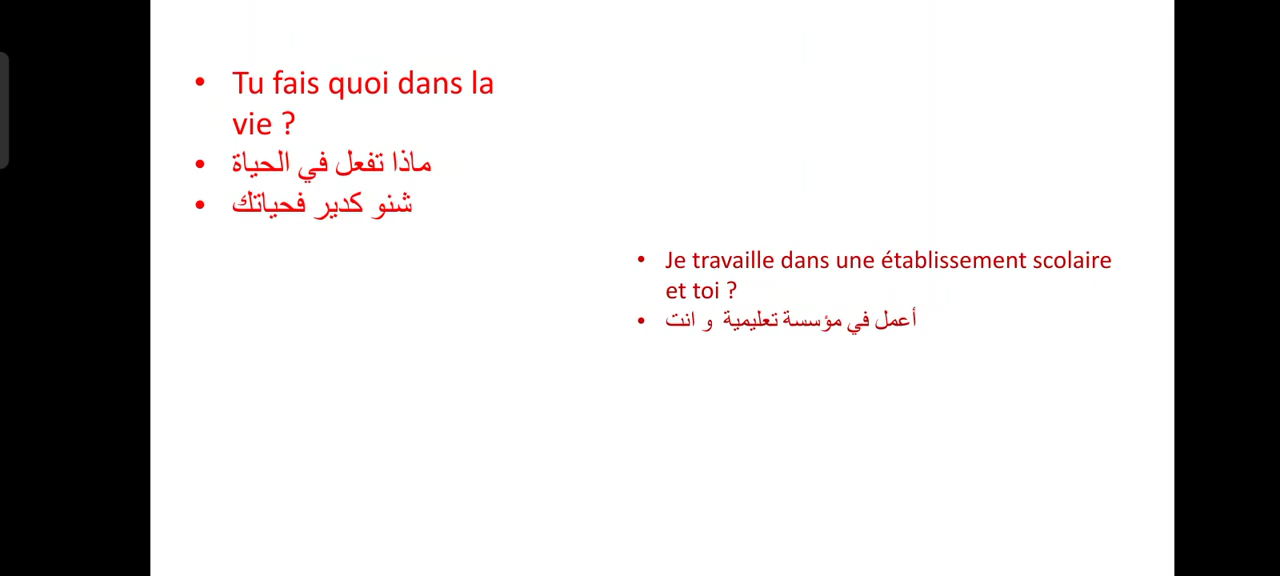 • Tu fais quoi dans la
vie ?
• ماذا تفعل في الحياة
• شنو كدير فحياتك
• Je travaille dans une établissement scolaire
et toi ?
• أعمل في مؤسسة تعليمية و انت